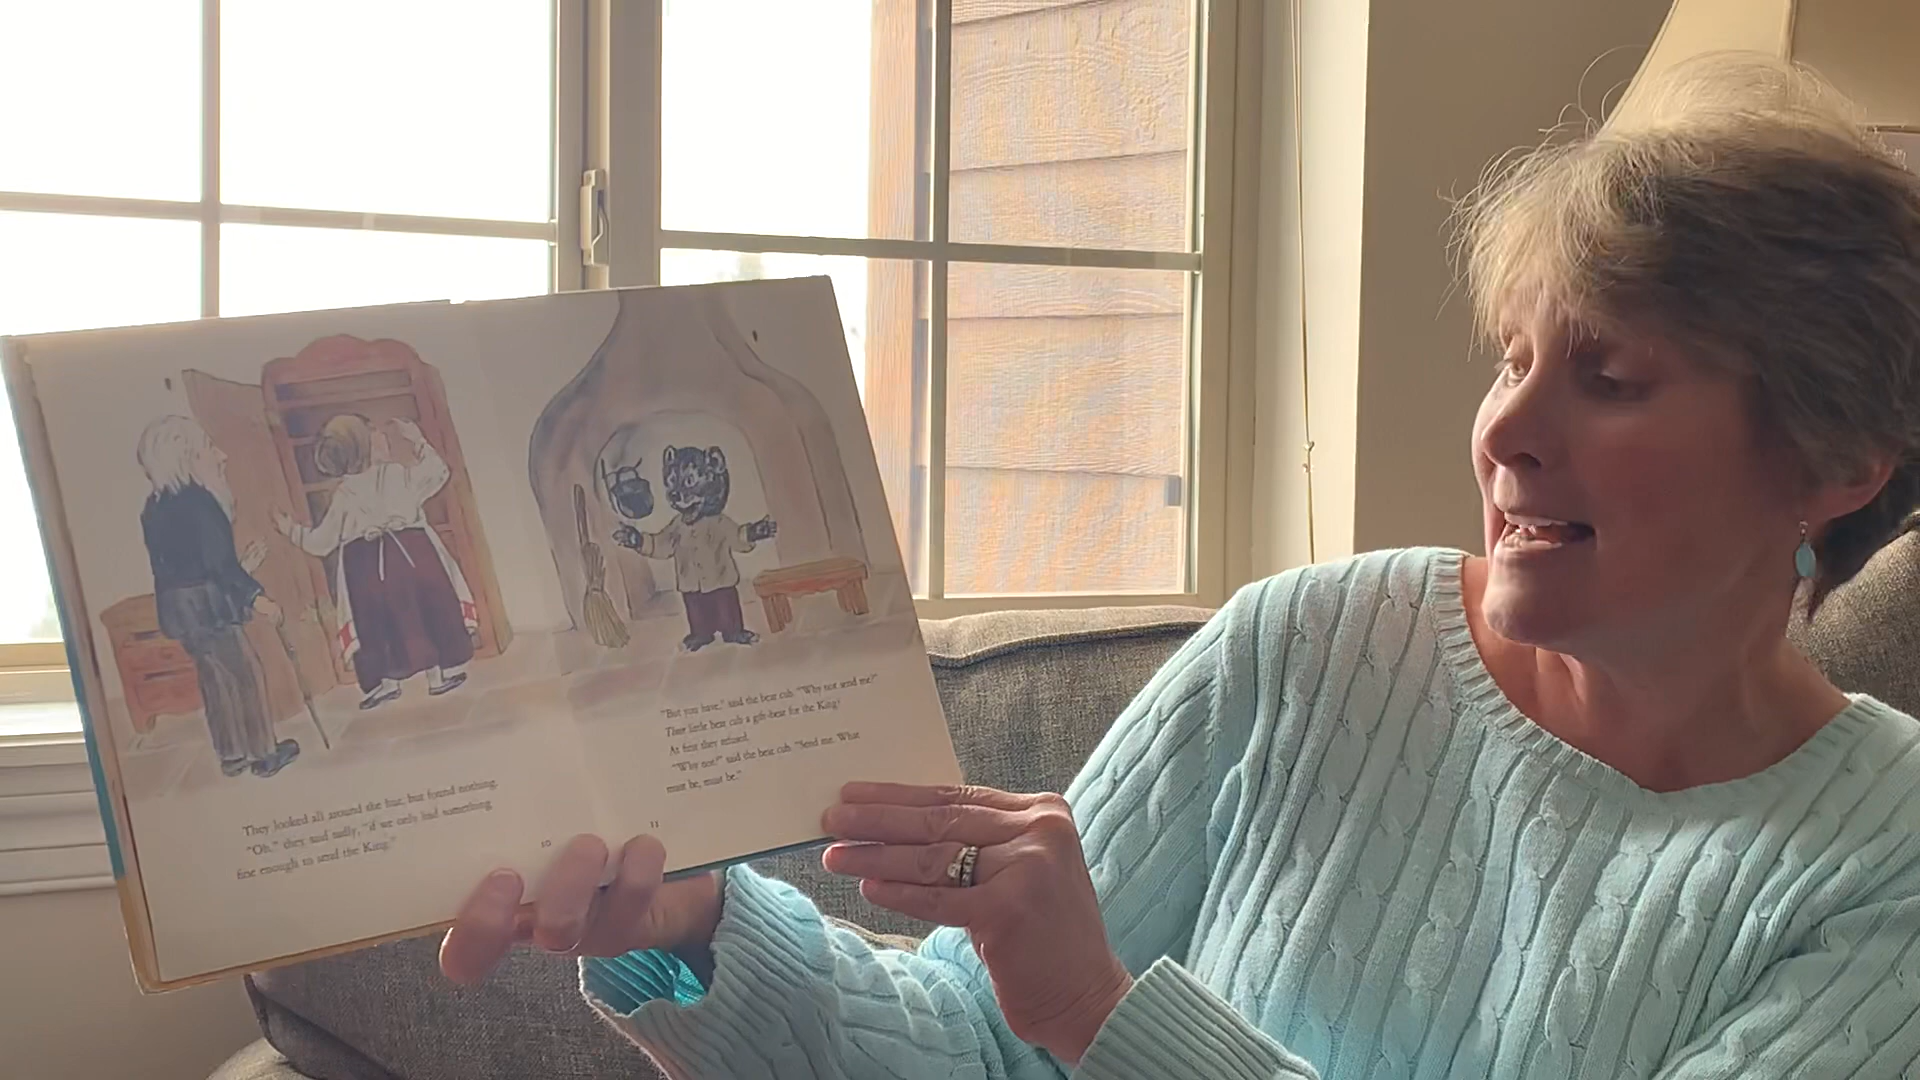 They looked all around the hut, but found nothing.
"Oh," they said sadly, "if we only had something
fine enough to send the King."
10
"But you have," said the bear cub. "Why not send me?"
Their little bear cub a gift-bear for the King!
At first they refused.
"Why not?" said the bear cub. "Send me. What
must be, must be."
11